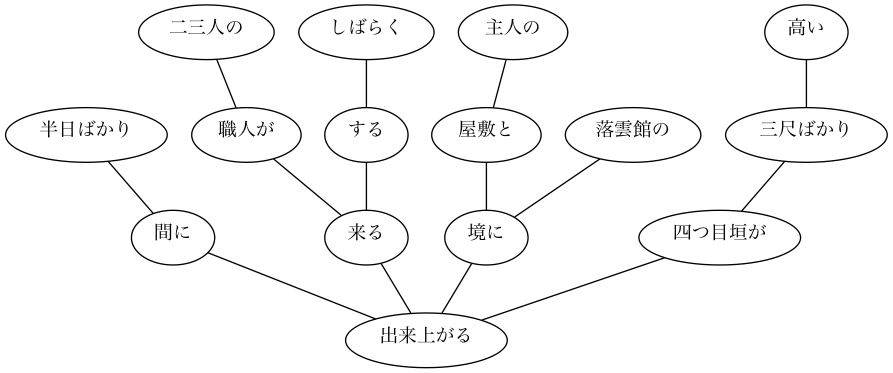 二三人の
しばらく
主人の
高い
半日ばかり
職人が
する
屋敷と
落雲館の
三尺ばかり
間に
来る
境に
四つ目垣が
出来上がる